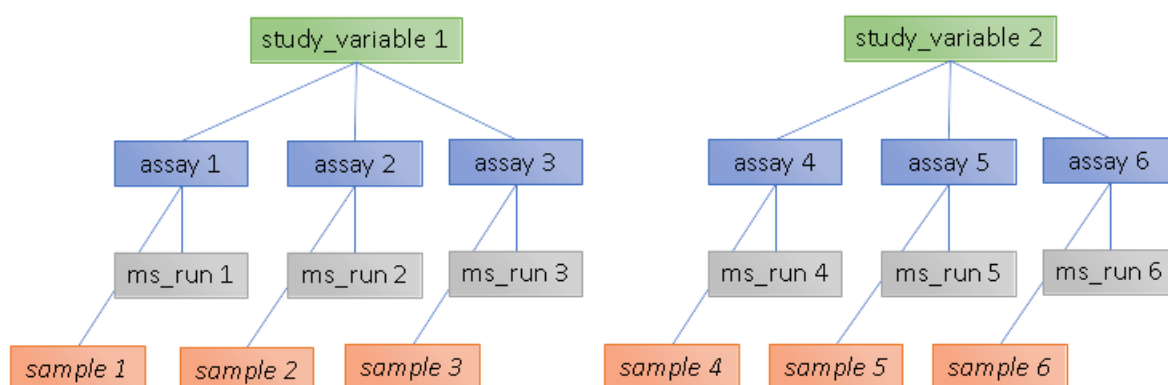 study_variable 1
study_variable 2
assay 1
assay 2
assay 3
assay 4
assay 5
assay 6
ms_run 1
ms_run 2
ms_run 3
ms_run 4
ms_run 5
ms_run 6
sample 1
sample 2
sample 3
sample 4
sample 5
sample 6